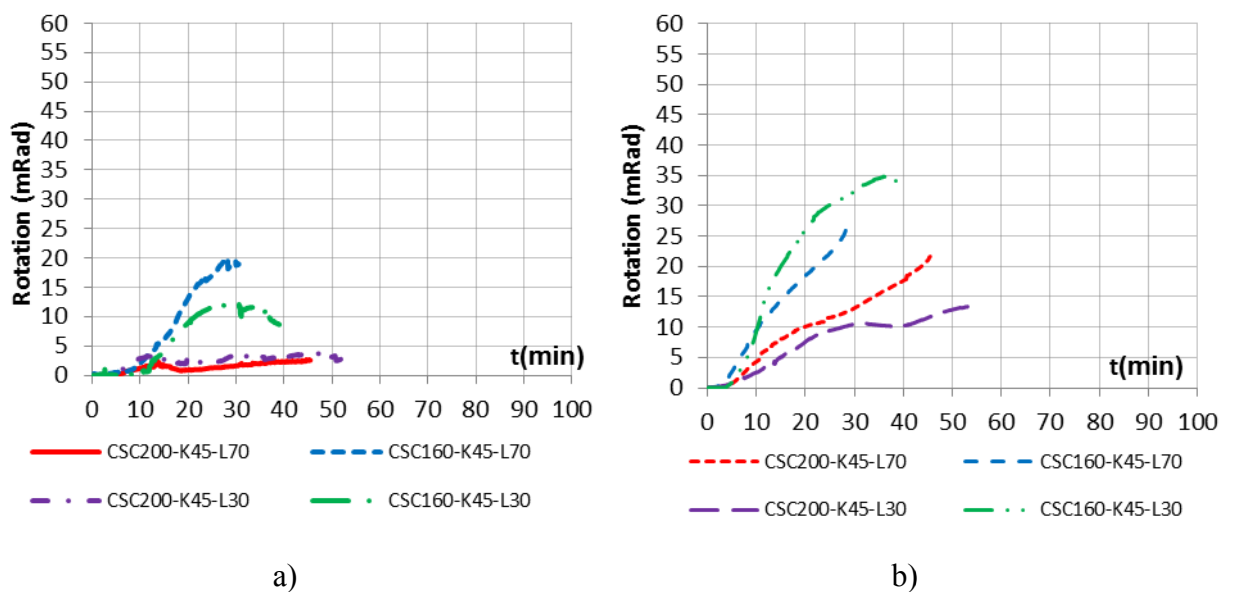 60
55
50
45
40
35
30
25
20
15
10
5
0
Rotation (mRad)
t(min)
0 10 20 30 40 50 60 70 80 90 100
CSC200-K45-L70 CSC160-K45-L70
CSC200-K45-L30 CSC160-K45-L30
a)
60
55
50
45
40
35
30
25
20
15
10
5
0
Rotation (mRad)
t(min)
0 10 20 30 40 50 60 70 80 90 100
CSC200-K45-L70 CSC160-K45-L70
CSC200-K45-L30 CSC160-K45-L30
b)